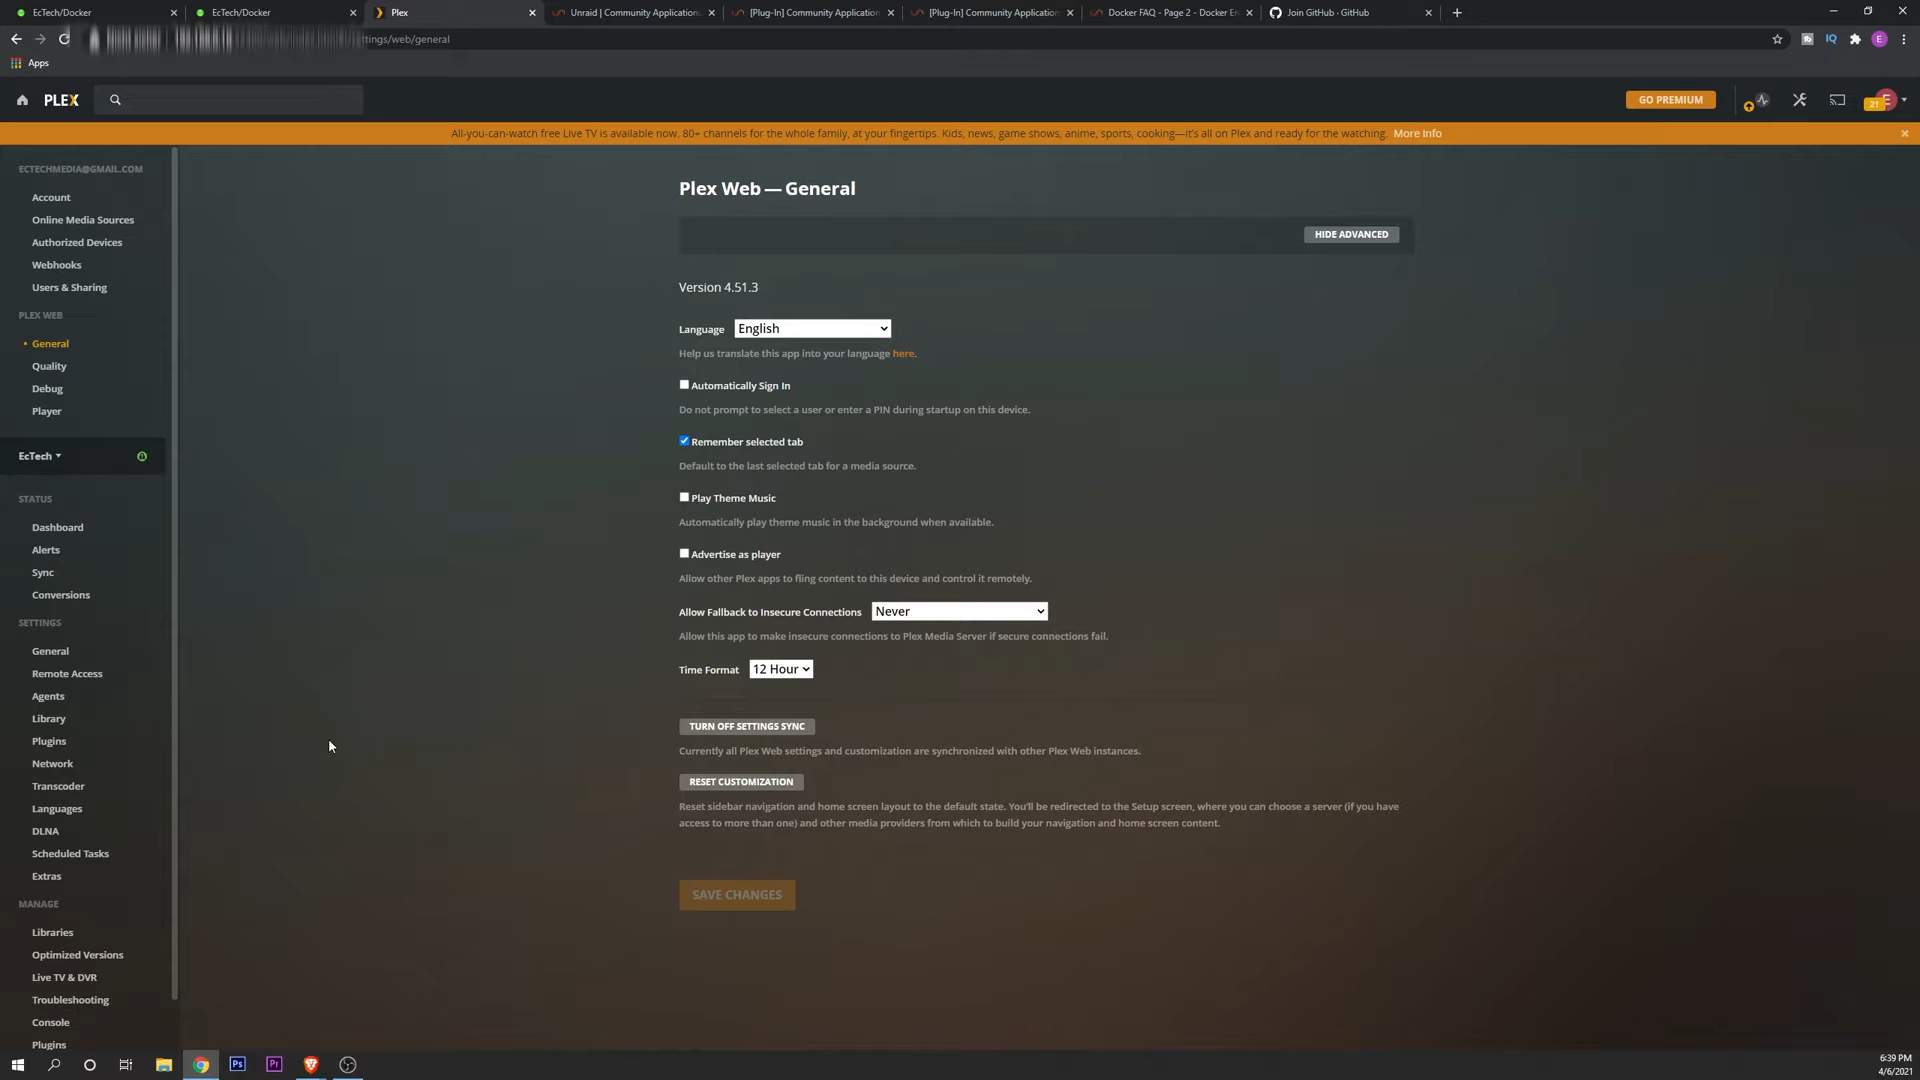 EcTech/Docker
EcTech/Docker
Plex
Unraid | Community Applications
[Plug-In] Community Application
[Plug-In] Community Application
Docker FAQ - Page 2 - Docker En
Join GitHub · GitHub
ttings/web/general
IQ
E
Apps
PLEX
GO PREMIUM
21
E
All-you-can-watch free Live TV is available now. 80+ channels for the whole family, at your fingertips. Kids, news, game shows, anime, sports, cooking—it's all on Plex and ready for the watching. More Info
ECTECHMEDIA@GMAIL.COM
Account
Online Media Sources
Authorized Devices
Webhooks
Users & Sharing
PLEX WEB
General
Quality
Debug
Player
EcTech
STATUS
Dashboard
Alerts
Sync
Conversions
SETTINGS
General
Remote Access
Agents
Library
Plugins
Network
Transcoder
Languages
DLNA
Scheduled Tasks
Extras
MANAGE
Libraries
Optimized Versions
Live TV & DVR
Troubleshooting
Console
Plugins
Plex Web — General
HIDE ADVANCED
Version 4.51.3
Language English
Help us translate this app into your language here.
Automatically Sign In
Do not prompt to select a user or enter a PIN during startup on this device.
Remember selected tab
Default to the last selected tab for a media source.
Play Theme Music
Automatically play theme music in the background when available.
Advertise as player
Allow other Plex apps to fling content to this device and control it remotely.
Allow Fallback to Insecure Connections Never
Allow this app to make insecure connections to Plex Media Server if secure connections fail.
Time Format 12 Hour
TURN OFF SETTINGS SYNC
Currently all Plex Web settings and customization are synchronized with other Plex Web instances.
RESET CUSTOMIZATION
Reset sidebar navigation and home screen layout to the default state. You'll be redirected to the Setup screen, where you can choose a server (if you have
access to more than one) and other media providers from which to build your navigation and home screen content.
SAVE CHANGES
Ps
Pr
6:39 PM
4/6/2021